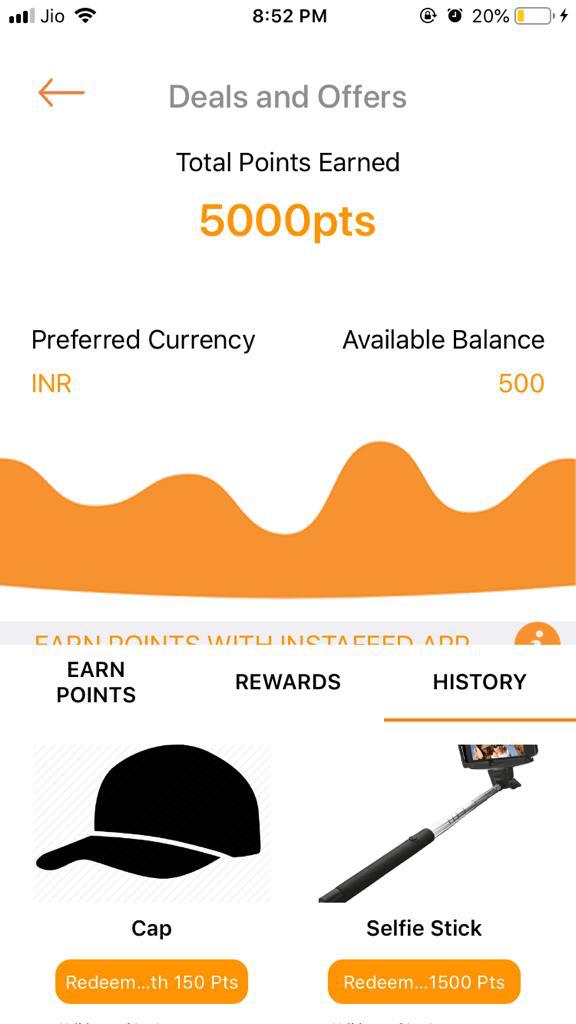 Jio 8:52 PM 20%
Deals and Offers
Total Points Earned
5000pts
Preferred Currency Available Balance
INR 500
EARN POINTS WITH INSTAFEED APP
EARN POINTS REWARDS HISTORY
Cap Selfie Stick
Redeem...th 150 Pts Redeem...1500 Pts